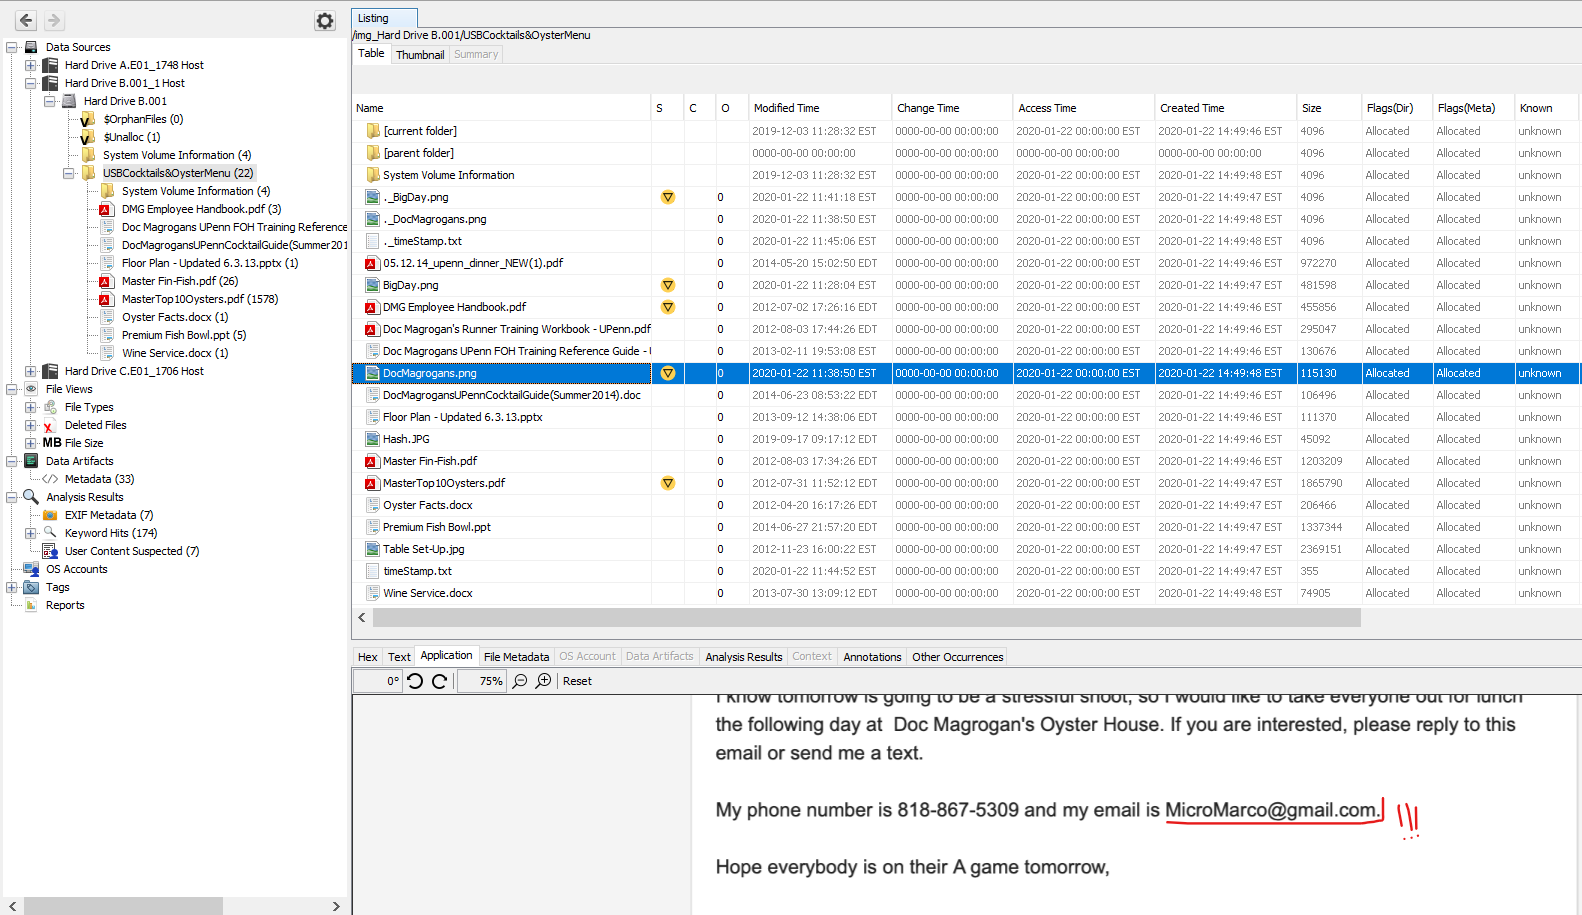 Listing
/img_Hard Drive B.001/USBCocktails&OysterMenu
Table Thumbnail Summary
Data Sources
Hard Drive A.E01_1748 Host
Hard Drive B.001_1 Host
Hard Drive B.001
$OrphanFiles (0)
$Unalloc (1)
System Volume Information (4)
USBCocktails&OysterMenu (22)
System Volume Information (4)
DMG Employee Handbook.pdf (3)
Doc Magrogans UPenn FOH Training Reference
DocMagrogansUPennCocktailGuide(Summer201
Floor Plan - Updated 6.3.13.pptx (1)
Master Fin-Fish.pdf (26)
MasterTop10Oysters.pdf (1578)
Oyster Facts.docx (1)
Premium Fish Bowl.ppt (5)
Wine Service.docx (1)
Hard Drive C.E01_1706 Host
File Views
File Types
Deleted Files
MB File Size
Data Artifacts
Metadata (33)
Analysis Results
EXIF Metadata (7)
Keyword Hits (174)
User Content Suspected (7)
OS Accounts
Tags
Reports
Name S C O Modified Time Change Time Access Time Created Time Size Flags(Dir) Flags(Meta) Known
[current folder] 2019-12-03 11:28:32 EST 0000-00-00 00:00:00 2020-01-22 00:00:00 EST 2020-01-22 14:49:46 EST 4096 Allocated Allocated unknown
[parent folder] 0000-00-00 00:00:00 0000-00-00 00:00:00 0000-00-00 00:00:00 0000-00-00 00:00:00 4096 Allocated Allocated unknown
System Volume Information 2019-12-03 11:28:32 EST 0000-00-00 00:00:00 2020-01-22 00:00:00 EST 2020-01-22 14:49:48 EST 4096 Allocated Allocated unknown
._BigDay.png 0 2020-01-22 11:41:18 EST 0000-00-00 00:00:00 2020-01-22 00:00:00 EST 2020-01-22 14:49:47 EST 4096 Allocated Allocated unknown
._DocMagrogans.png 0 2020-01-22 11:38:50 EST 0000-00-00 00:00:00 2020-01-22 00:00:00 EST 2020-01-22 14:49:48 EST 4096 Allocated Allocated unknown
._timeStamp.txt 0 2020-01-22 11:45:06 EST 0000-00-00 00:00:00 2020-01-22 00:00:00 EST 2020-01-22 14:49:48 EST 4096 Allocated Allocated unknown
05.12.14_upenn_dinner_NEW(1).pdf 0 2014-05-20 15:02:50 EDT 0000-00-00 00:00:00 2020-01-22 00:00:00 EST 2020-01-22 14:49:46 EST 972270 Allocated Allocated unknown
BigDay.png 0 2020-01-22 11:28:04 EST 0000-00-00 00:00:00 2020-01-22 00:00:00 EST 2020-01-22 14:49:47 EST 481598 Allocated Allocated unknown
DMG Employee Handbook.pdf 0 2012-07-02 17:26:16 EDT 0000-00-00 00:00:00 2020-01-22 00:00:00 EST 2020-01-22 14:49:46 EST 455856 Allocated Allocated unknown
Doc Magrogan's Runner Training Workbook - UPenn.pdf 0 2012-08-03 17:44:26 EDT 0000-00-00 00:00:00 2020-01-22 00:00:00 EST 2020-01-22 14:49:46 EST 295047 Allocated Allocated unknown
Doc Magrogans UPenn FOH Training Reference Guide - 0 2013-02-11 19:53:08 EST 0000-00-00 00:00:00 2020-01-22 00:00:00 EST 2020-01-22 14:49:46 EST 130676 Allocated Allocated unknown
DocMagrogans.png 0 2020-01-22 11:38:50 EST 0000-00-00 00:00:00 2020-01-22 00:00:00 EST 2020-01-22 14:49:48 EST 115130 Allocated Allocated unknown
DocMagrogansUPennCocktailGuide(Summer2014).doc 0 2014-06-23 08:53:22 EDT 0000-00-00 00:00:00 2020-01-22 00:00:00 EST 2020-01-22 14:49:46 EST 106496 Allocated Allocated unknown
Floor Plan - Updated 6.3.13.pptx 0 2013-09-12 14:38:06 EDT 0000-00-00 00:00:00 2020-01-22 00:00:00 EST 2020-01-22 14:49:46 EST 111370 Allocated Allocated unknown
Hash.JPG 0 2019-09-17 09:17:12 EDT 0000-00-00 00:00:00 2020-01-22 00:00:00 EST 2020-01-22 14:49:46 EST 45092 Allocated Allocated unknown
Master Fin-Fish.pdf 0 2012-08-03 17:34:26 EDT 0000-00-00 00:00:00 2020-01-22 00:00:00 EST 2020-01-22 14:49:46 EST 1203209 Allocated Allocated unknown
MasterTop10Oysters.pdf 0 2012-07-31 11:52:12 EDT 0000-00-00 00:00:00 2020-01-22 00:00:00 EST 2020-01-22 14:49:47 EST 1865790 Allocated Allocated unknown
Oyster Facts.docx 0 2012-04-20 16:17:26 EDT 0000-00-00 00:00:00 2020-01-22 00:00:00 EST 2020-01-22 14:49:47 EST 206466 Allocated Allocated unknown
Premium Fish Bowl.ppt 0 2014-06-27 21:57:20 EDT 0000-00-00 00:00:00 2020-01-22 00:00:00 EST 2020-01-22 14:49:47 EST 1337344 Allocated Allocated unknown
Table Set-Up.jpg 0 2012-11-23 16:00:22 EST 0000-00-00 00:00:00 2020-01-22 00:00:00 EST 2020-01-22 14:49:47 EST 2369151 Allocated Allocated unknown
timeStamp.txt 0 2020-01-22 11:44:52 EST 0000-00-00 00:00:00 2020-01-22 00:00:00 EST 2020-01-22 14:49:47 EST 355 Allocated Allocated unknown
Wine Service.docx 0 2013-07-30 13:09:12 EDT 0000-00-00 00:00:00 2020-01-22 00:00:00 EST 2020-01-22 14:49:48 EST 74905 Allocated Allocated unknown
Hex Text Application File Metadata OS Account Data Artifacts Analysis Results Context Annotations Other Occurrences
0° 75% Reset
I know tomorrow is going to be a stressful shoot, so I would like to take everyone out for lunch
the following day at Doc Magrogan's Oyster House. If you are interested, please reply to this
email or send me a text.
My phone number is 818-867-5309 and my email is MicroMarco@gmail.com. !!!
Hope everybody is on their A game tomorrow,